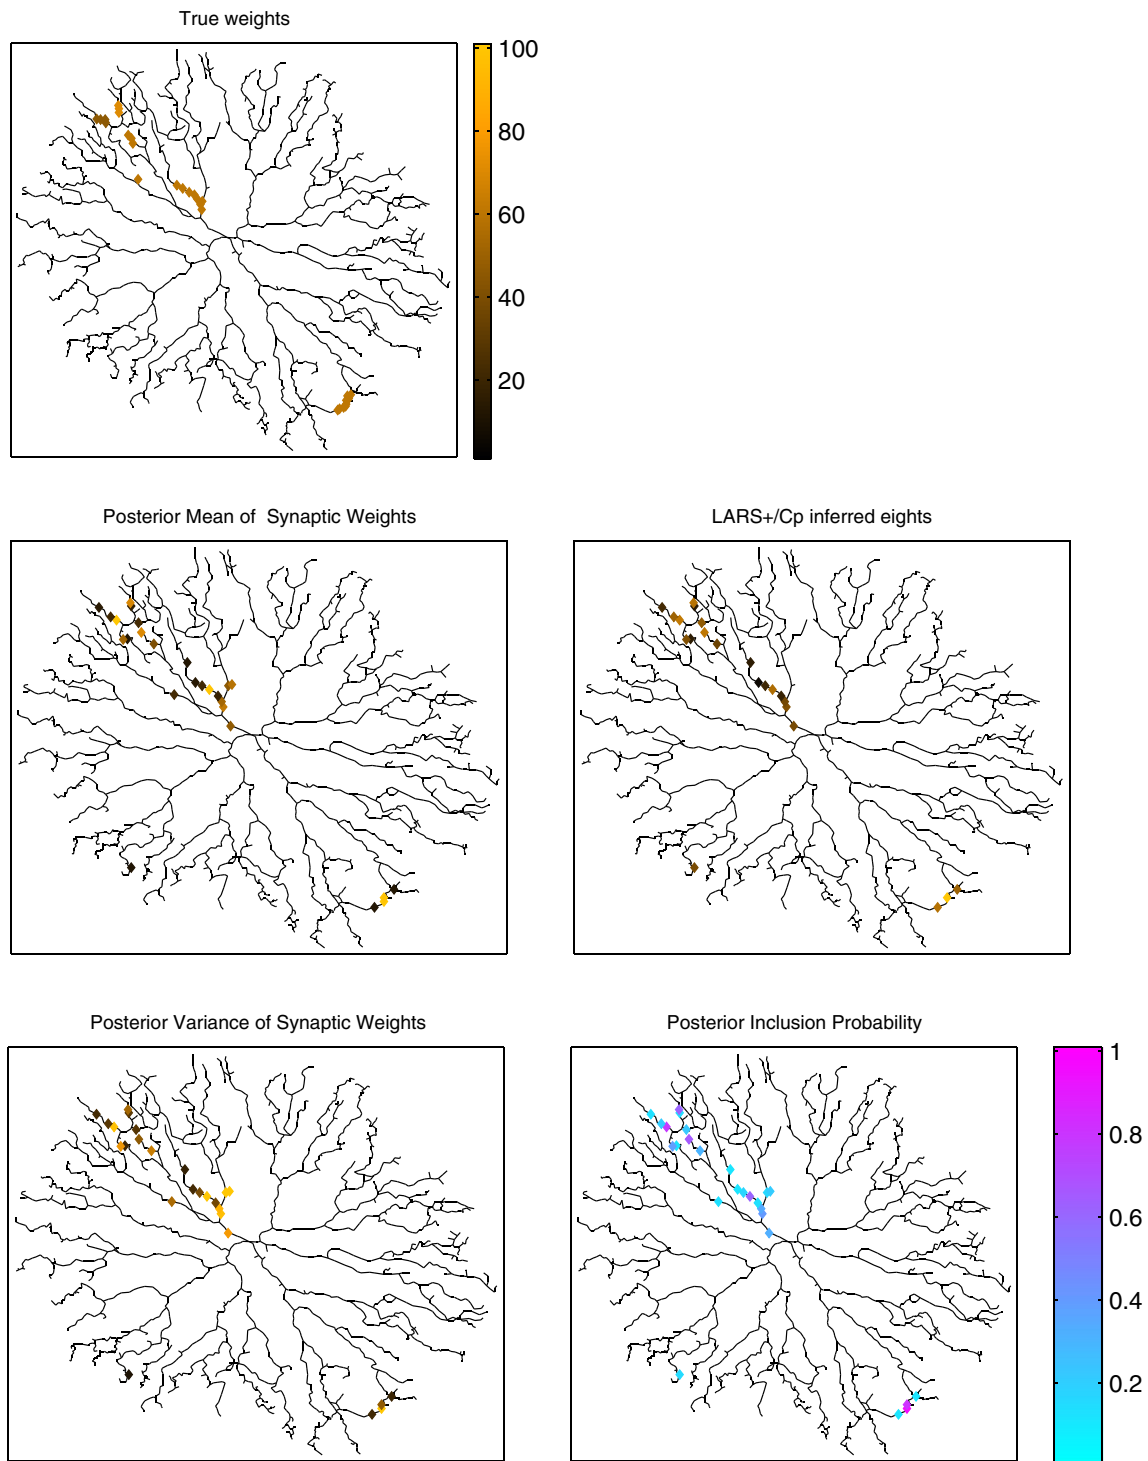 True weights
100
80
60
40
20
Posterior Mean of Synaptic Weights
LARS+/Cp inferred eights
Posterior Variance of Synaptic Weights
Posterior Inclusion Probability
1
0.8
0.6
0.4
0.2